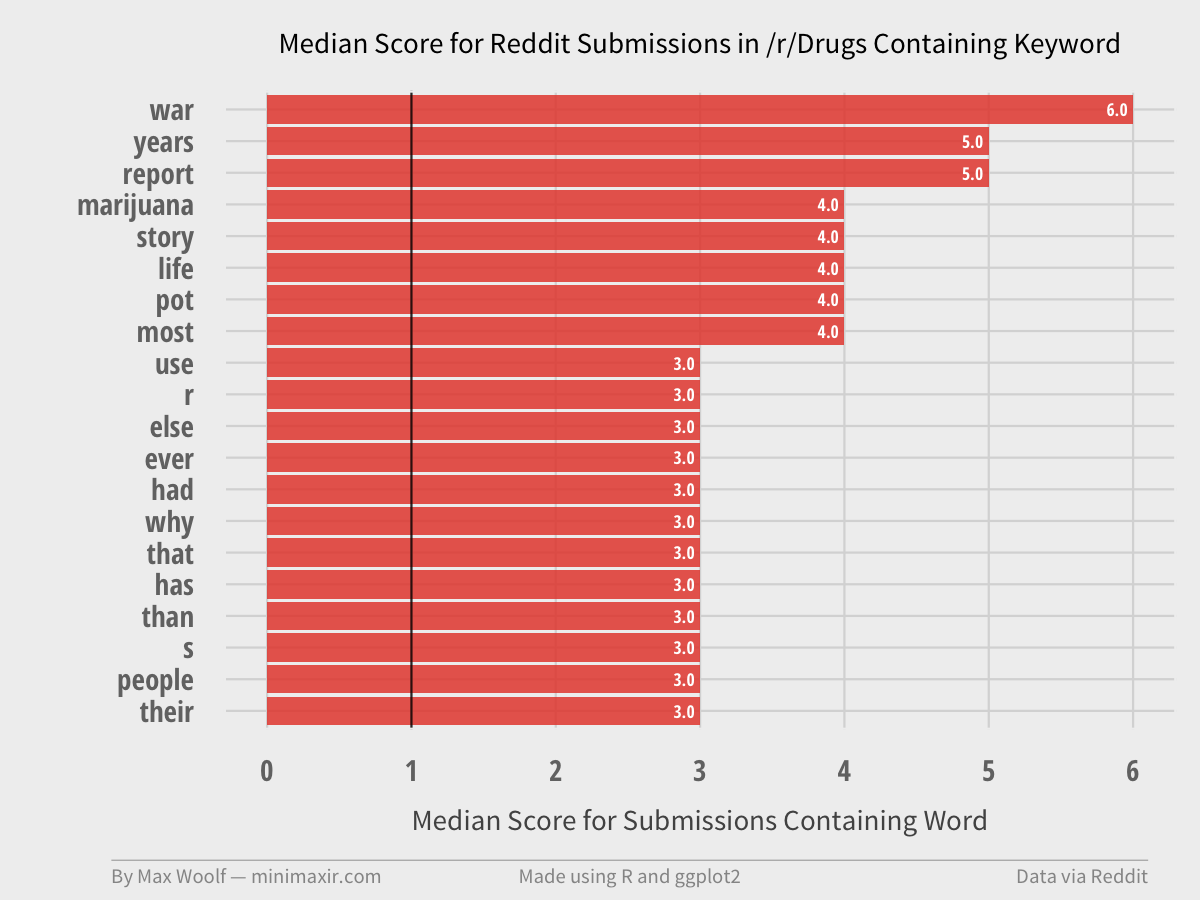 Median Score for Reddit Submissions in /r/Drugs Containing Keyword
war 6.0
years 5.0
report 5.0
marijuana 4.0
story 4.0
life 4.0
pot 4.0
most 4.0
use 3.0
r 3.0
else 3.0
ever 3.0
had 3.0
why 3.0
that 3.0
has 3.0
than 3.0
s 3.0
people 3.0
their 3.0
0 1 2 3 4 5 6
Median Score for Submissions Containing Word
By Max Woolf — minimaxir.com Made using R and ggplot2 Data via Reddit